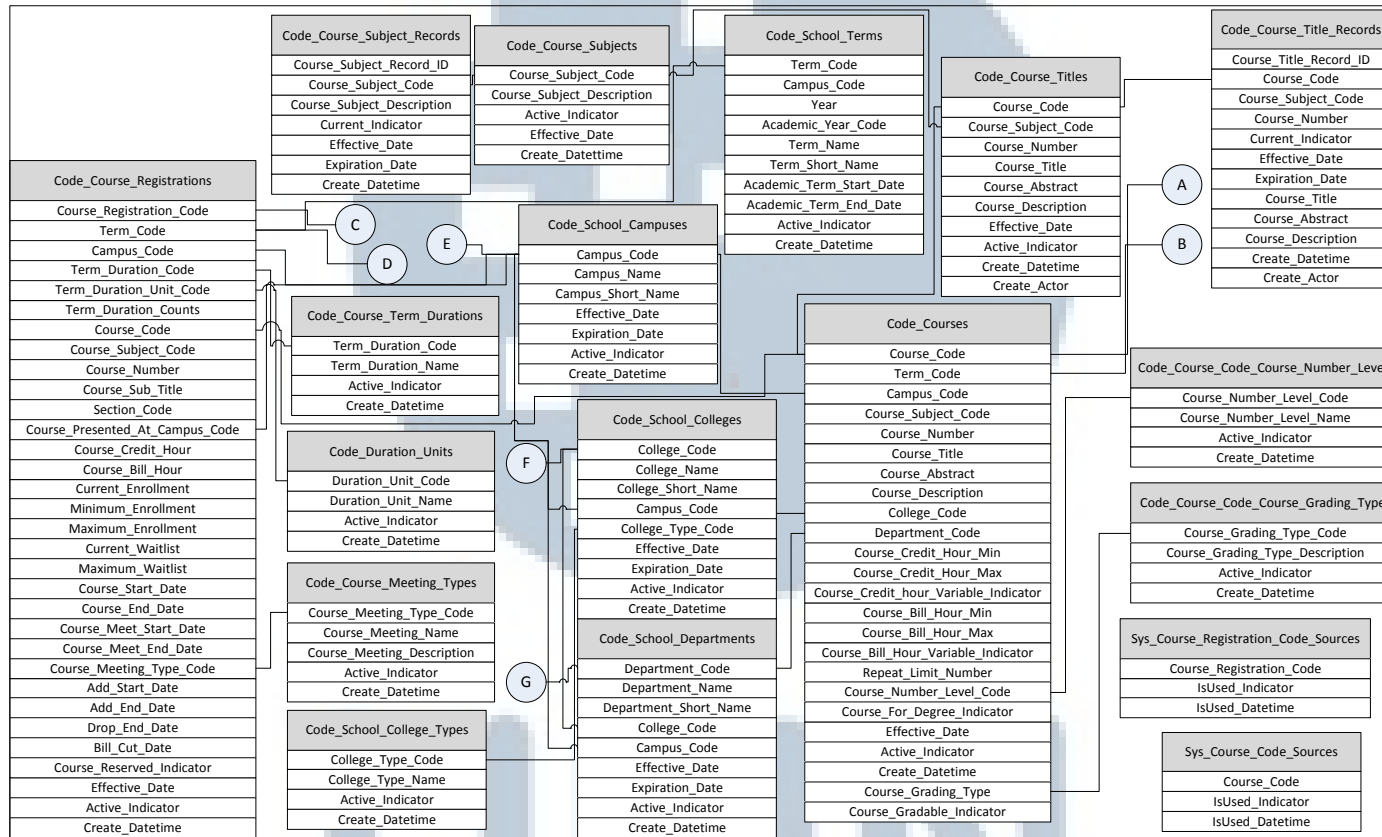 Code_Course_Subject_Records
Course_Subject_Record_ID
Course_Subject_Code
Course_Subject_Description
Current_Indicator
Effective_Date
Expiration_Date
Create_Datetime
Code_Course_Subjects
Course_Subject_Code
Course_Subject_Description
Active_Indicator
Effective_Date
Create_Datettime
Code_School_Terms
Term_Code
Campus_Code
Year
Academic_Year_Code
Term_Name
Term_Short_Name
Academic_Term_Start_Date
Academic_Term_End_Date
Active_Indicator
Create_Datetime
Code_Course_Titles
Course_Code
Course_Subject_Code
Course_Number
Course_Title
Course_Abstract
Course_Description
Effective_Date
Active_Indicator
Create_Datetime
Create_Actor
Code_Course_Title_Records
Course_Title_Record_ID
Course_Code
Course_Subject_Code
Course_Number
Current_Indicator
Effective_Date
Expiration_Date
Course_Title
Course_Abstract
Course_Description
Create_Datetime
Create_Actor
Code_Course_Registrations
Course_Registration_Code
Term_Code
Campus_Code
Term_Duration_Code
Term_Duration_Unit_Code
Term_Duration_Counts
Course_Code
Course_Subject_Code
Course_Number
Course_Sub_Title
Section_Code
Course_Presented_At_Campus_Code
Course_Credit_Hour
Course_Bill_Hour
Current_Enrollment
Minimum_Enrollment
Maximum_Enrollment
Current_Waitlist
Maximum_Waitlist
Course_Start_Date
Course_End_Date
Course_Meet_Start_Date
Course_Meet_End_Date
Course_Meeting_Type_Code
Add_Start_Date
Add_End_Date
Drop_End_Date
Bill_Cut_Date
Course_Reserved_Indicator
Effective_Date
Active_Indicator
Create_Datetime
C
D
E
A
B
Code_School_Campuses
Campus_Code
Campus_Name
Campus_Short_Name
Effective_Date
Expiration_Date
Active_Indicator
Create_Datetime
Code_Course_Term_Durations
Term_Duration_Code
Term_Duration_Name
Active_Indicator
Create_Datetime
Code_Duration_Units
Duration_Unit_Code
Duration_Unit_Name
Active_Indicator
Create_Datetime
Code_Course_Meeting_Types
Course_Meeting_Type_Code
Course_Meeting_Name
Course_Meeting_Description
Active_Indicator
Create_Datetime
Code_School_College_Types
College_Type_Code
College_Type_Name
Active_Indicator
Create_Datetime
F
G
Code_School_Colleges
College_Code
College_Name
College_Short_Name
Campus_Code
College_Type_Code
Effective_Date
Expiration_Date
Active_Indicator
Create_Datetime
Code_School_Departments
Department_Code
Department_Name
Department_Short_Name
College_Code
Campus_Code
Effective_Date
Expiration_Date
Active_Indicator
Create_Datetime
Code_Courses
Course_Code
Term_Code
Campus_Code
Course_Subject_Code
Course_Number
Course_Title
Course_Abstract
Course_Description
College_Code
Department_Code
Course_Credit_Hour_Min
Course_Credit_Hour_Max
Course_Credit_hour_Variable_Indicator
Course_Bill_Hour_Min
Course_Bill_Hour_Max
Course_Bill_Hour_Variable_Indicator
Repeat_Limit_Number
Course_Number_Level_Code
Course_For_Degree_Indicator
Effective_Date
Active_Indicator
Create_Datetime
Course_Grading_Type
Course_Gradable_Indicator
Code_Course_Code_Course_Number_Leve
Course_Number_Level_Code
Course_Number_Level_Name
Active_Indicator
Create_Datetime
Code_Course_Code_Course_Grading_Type
Course_Grading_Type_Code
Course_Grading_Type_Description
Active_Indicator
Create_Datetime
Sys_Course_Registration_Code_Sources
Course_Registration_Code
IsUsed_Indicator
IsUsed_Datetime
Sys_Course_Code_Sources
Course_Code
IsUsed_Indicator
IsUsed_Datetime